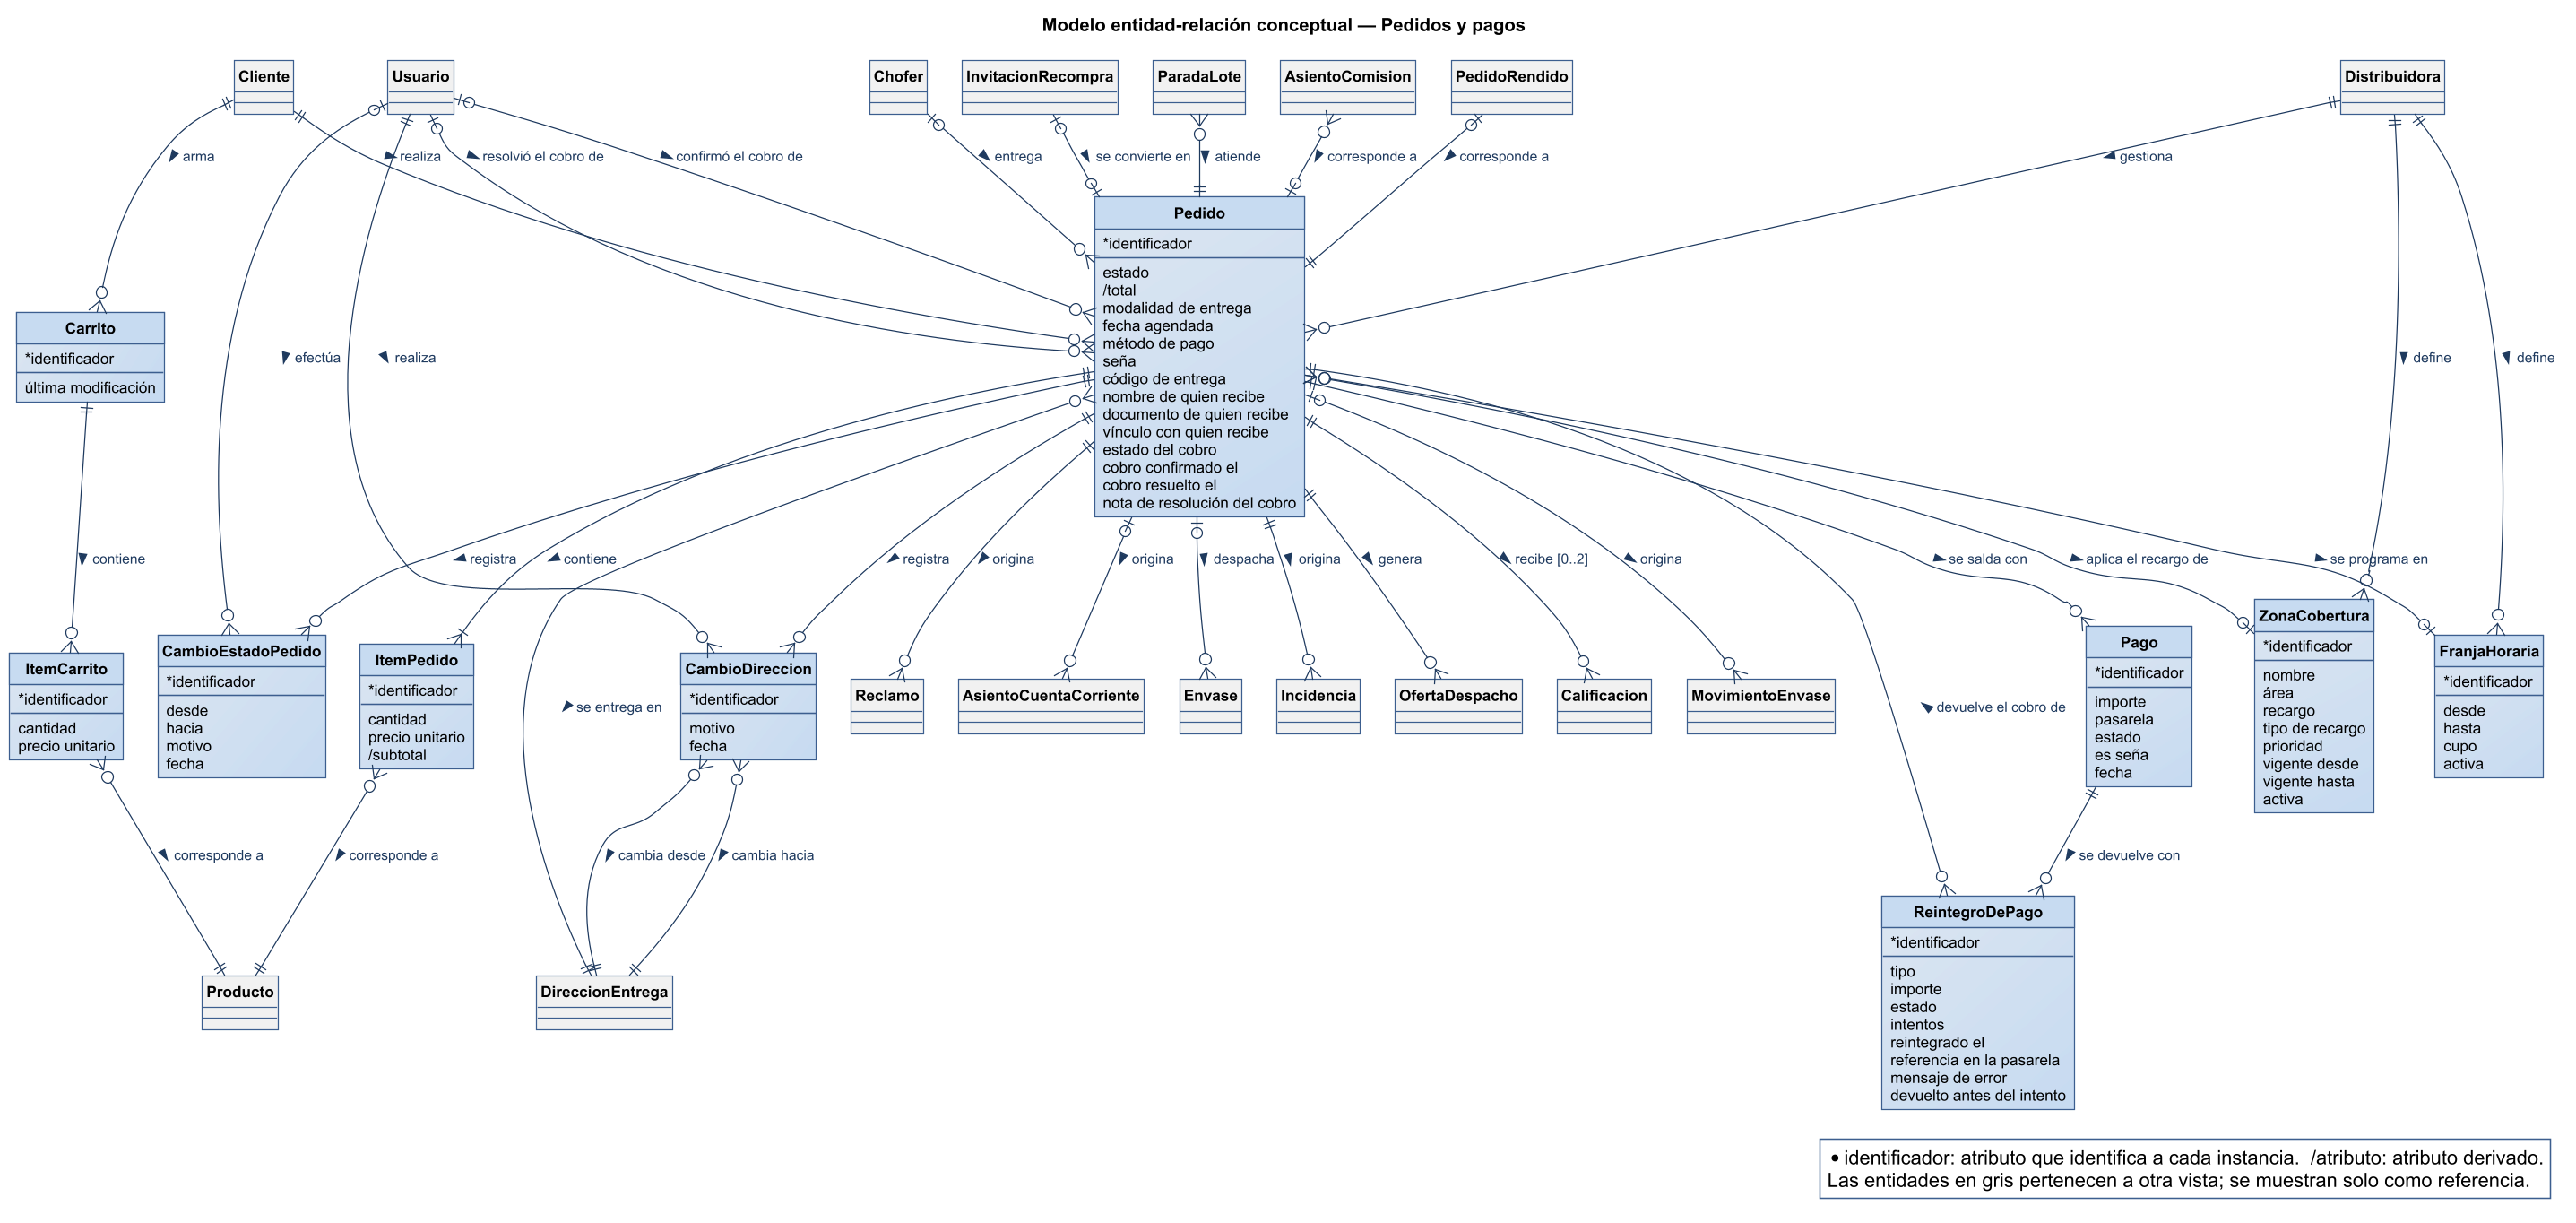 Modelo entidad-relación conceptual — Pedidos y pagos
Cliente
Usuario
Chofer
InvitacionRecompra
ParadaLote
AsientoComision
PedidoRendido
Distribuidora
arma
realiza
resolvió el cobro de
confirmó el cobro de
entrega
se convierte en
atiende
corresponde a
corresponde a
gestiona
Pedido
*identificador
estado
/total
modalidad de entrega
fecha agendada
método de pago
seña
código de entrega
nombre de quien recibe
documento de quien recibe
vínculo con quien recibe
estado del cobro
cobro confirmado el
cobro resuelto el
nota de resolución del cobro
Carrito
*identificador
última modificación
efectúa
realiza
define
define
contiene
registra
contiene
registra
origina
origina
despacha
origina
genera
recibe [0..2]
origina
se salda con
aplica el recargo de
se programa en
ItemCarrito
*identificador
cantidad
precio unitario
CambioEstadoPedido
*identificador
desde
hacia
motivo
fecha
ItemPedido
*identificador
cantidad
precio unitario
/subtotal
se entrega en
CambioDireccion
*identificador
motivo
fecha
Reclamo
AsientoCuentaCorriente
Envase
Incidencia
OfertaDespacho
Calificacion
MovimientoEnvase
devuelve el cobro de
Pago
*identificador
importe
pasarela
estado
es seña
fecha
ZonaCobertura
*identificador
nombre
área
recargo
tipo de recargo
prioridad
vigente desde
vigente hasta
activa
FranjaHoraria
*identificador
desde
hasta
cupo
activa
corresponde a
corresponde a
cambia desde
cambia hacia
se devuelve con
Producto
DireccionEntrega
ReintegroDePago
*identificador
tipo
importe
estado
intentos
reintegrado el
referencia en la pasarela
mensaje de error
devuelto antes del intento
• identificador: atributo que identifica a cada instancia.  /atributo: atributo derivado.
Las entidades en gris pertenecen a otra vista; se muestran solo como referencia.